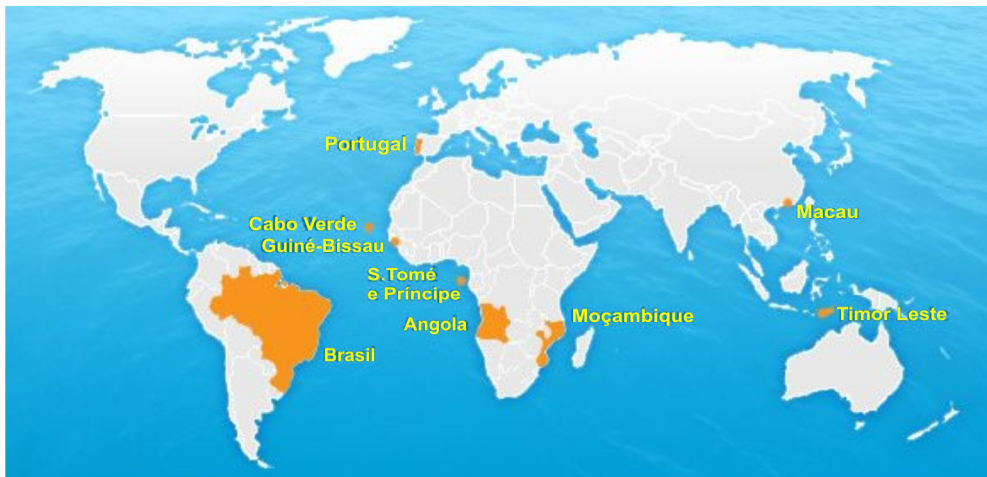 Portugal
Cabo Verde
Guiné-Bissau
S.Tomé
e Príncipe
Angola
Moçambique
Brasil
Macau
Timor Leste